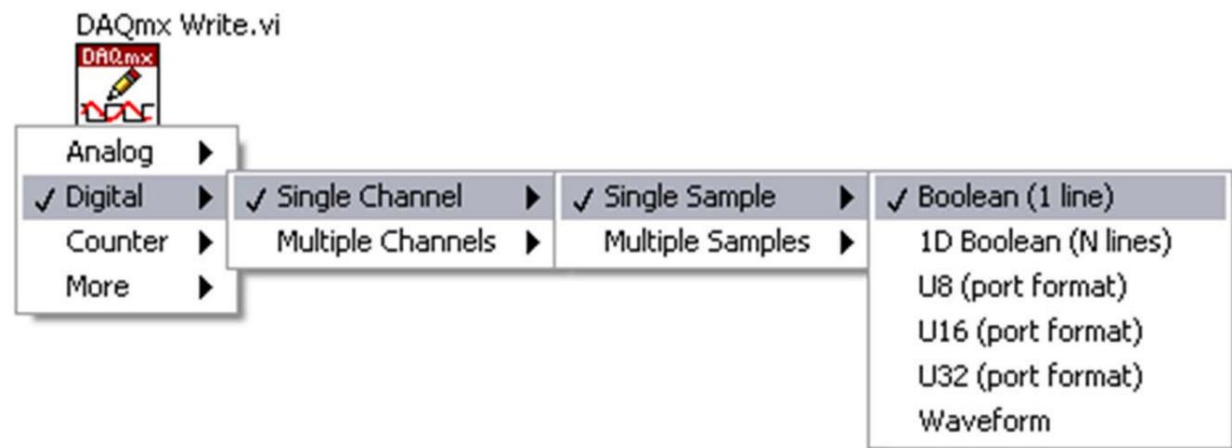 DAQmx Write.vi
DAQmx
Analog
✓ Digital
Counter
More
✓ Single Channel
Multiple Channels
✓ Single Sample
Multiple Samples
✓ Boolean (1 line)
1D Boolean (N lines)
U8 (port format)
U16 (port format)
U32 (port format)
Waveform